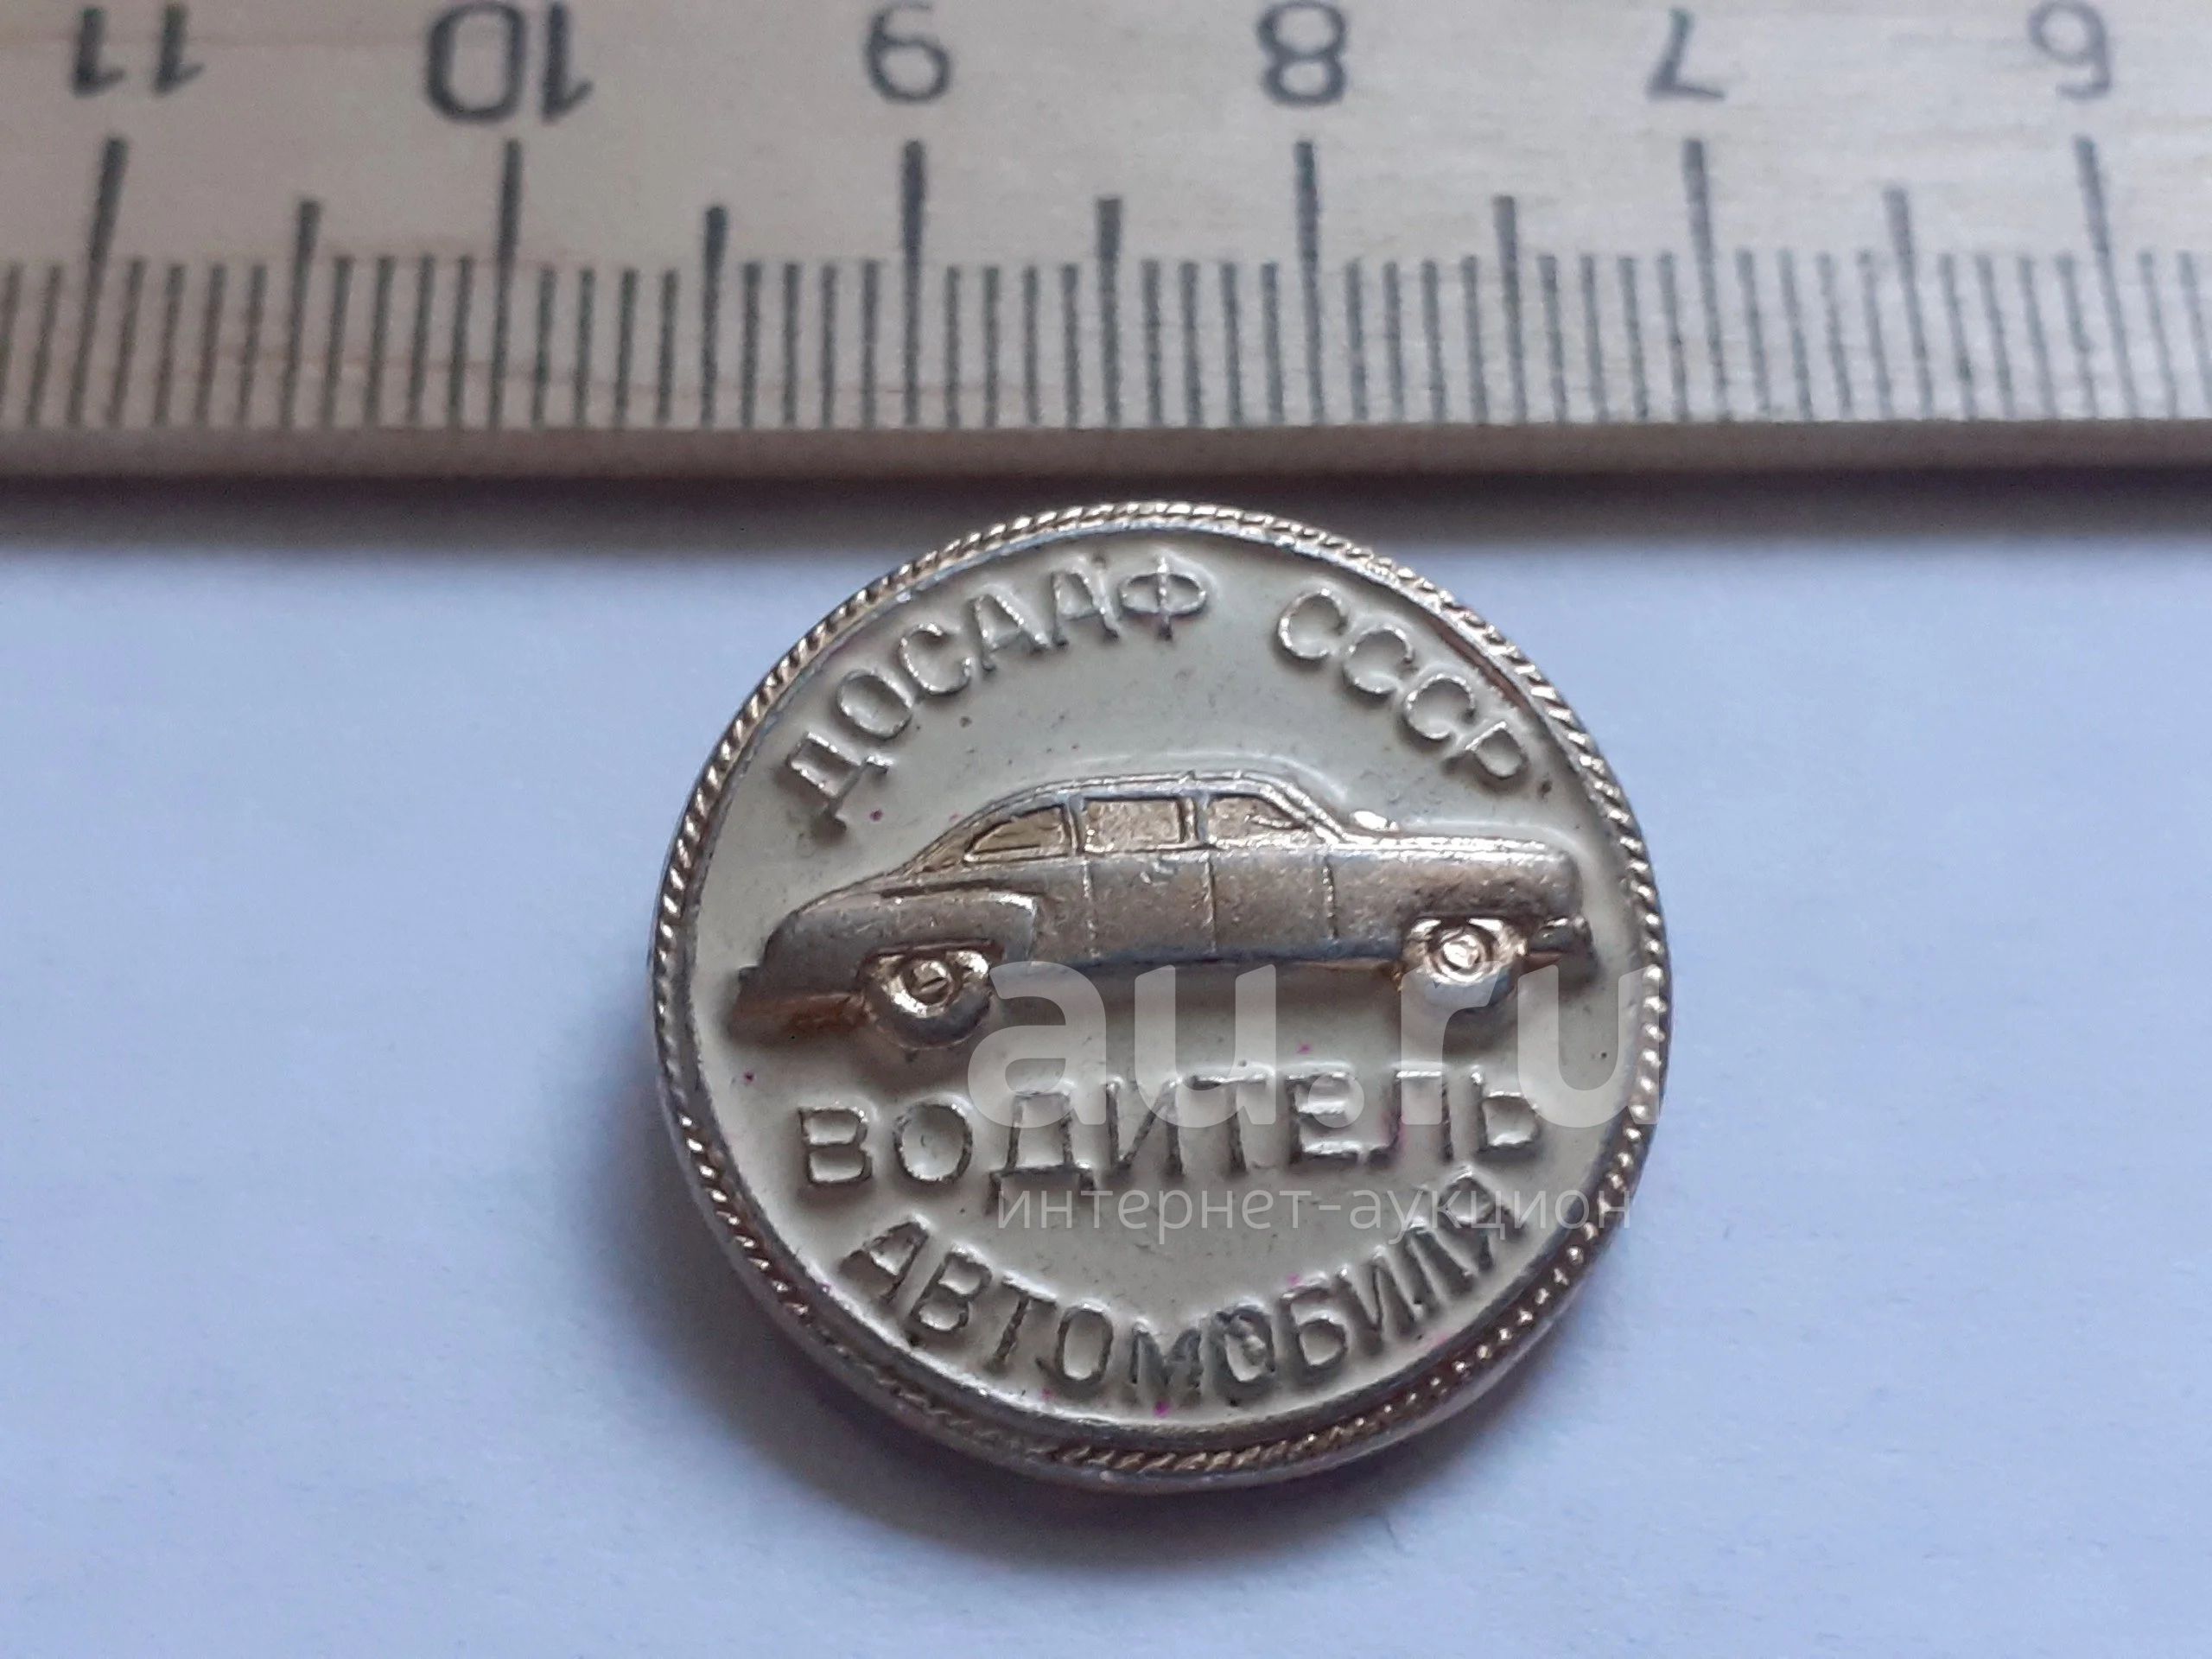 11 10 9 8 7 6
ДОСААФ СССР
ВОДИТЕЛЬ
АВТОМОБИЛЯ
au.ru
интернет-аукцион